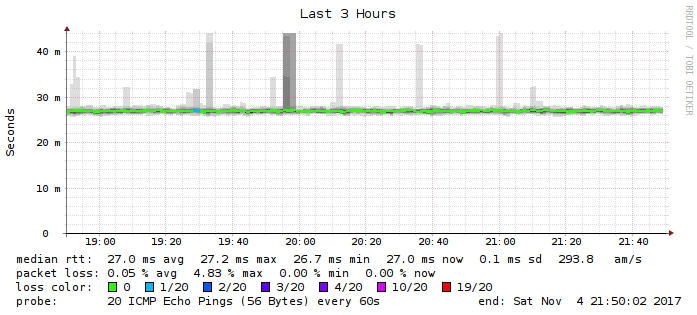 Last 3 Hours
RRDTOOL / TOBI OETIKER
Seconds
40 m
30 m
20 m
10 m
0
19:00 19:20 19:40 20:00 20:20 20:40 21:00 21:20 21:40
median rtt: 27.0 ms avg 27.2 ms max 26.7 ms min 27.0 ms now 0.1 ms sd 293.8 am/s
packet loss: 0.05 % avg 4.83 % max 0.00 % min 0.00 % now
loss color: 0 1/20 2/20 3/20 4/20 10/20 19/20
probe: 20 ICMP Echo Pings (56 Bytes) every 60s end: Sat Nov 4 21:50:02 2017